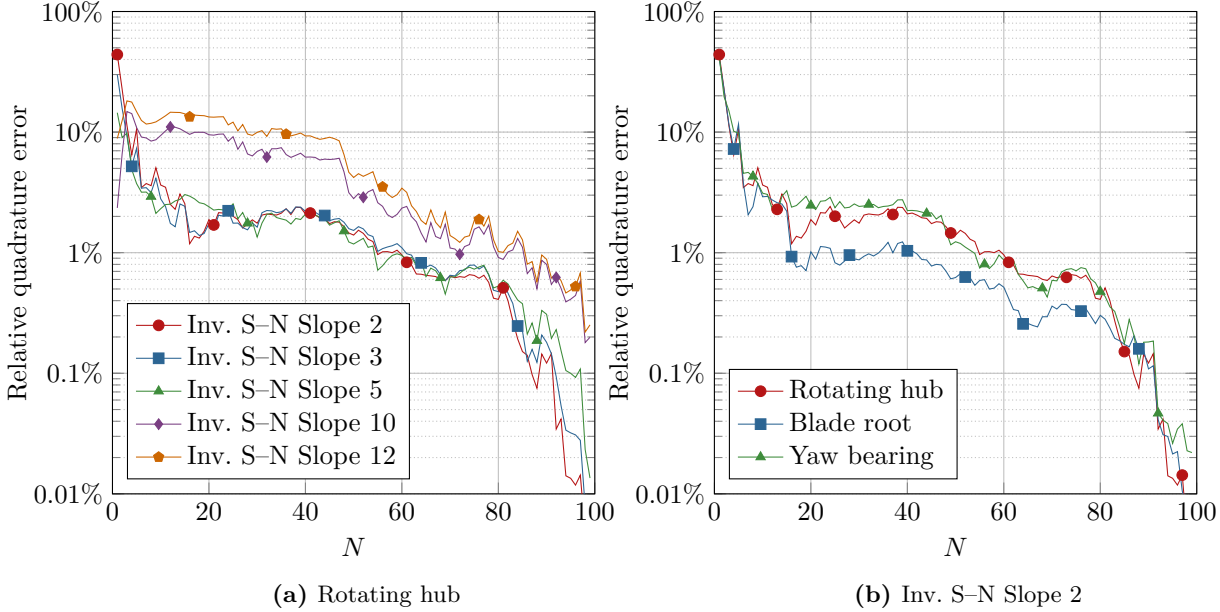 100%
10%
1%
0.1%
0.01%
Relative quadrature error
0
20
40
60
80
100
N
Inv. S–N Slope 2
Inv. S–N Slope 3
Inv. S–N Slope 5
Inv. S–N Slope 10
Inv. S–N Slope 12
(a) Rotating hub
100%
10%
1%
0.1%
0.01%
Relative quadrature error
0
20
40
60
80
100
N
Rotating hub
Blade root
Yaw bearing
(b) Inv. S–N Slope 2